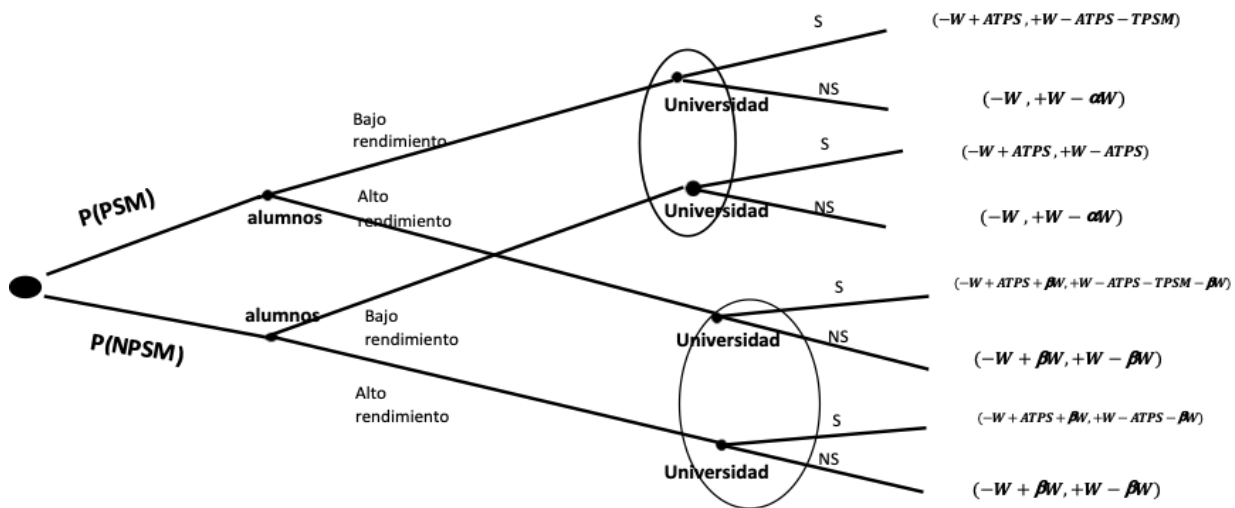 S
(−W + ATPS , +W − ATPS − TPSM)
NS
Universidad
(−W , +W − αW)
Bajo
rendimiento
S
(−W + ATPS, +W − ATPS)
P(PSM)
Alto
rendimiento
alumnos
Universidad
NS
(−W , +W − αW)
S
(−W + ATPS + βW, +W − ATPS − TPSM − βW)
alumnos
Bajo
rendimiento
Universidad
NS
P(NPSM)
(−W + βW, +W − βW)
Alto
rendimiento
S
(−W + ATPS + βW, +W − ATPS − βW)
NS
Universidad
(−W + βW, +W − βW)